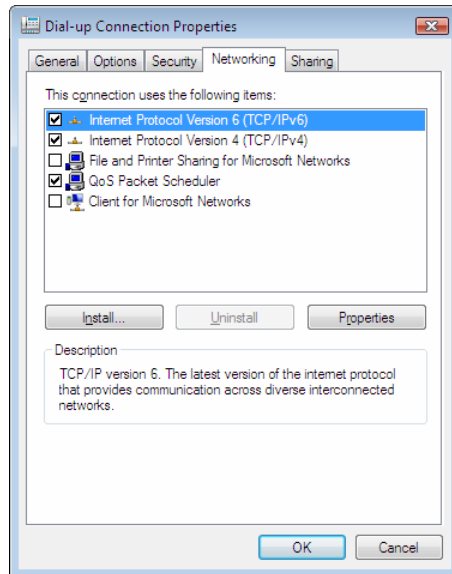 Dial-up Connection Properties
General Options Security Networking Sharing
This connection uses the following items:
Internet Protocol Version 6 (TCP/IPv6)
Internet Protocol Version 4 (TCP/IPv4)
File and Printer Sharing for Microsoft Networks
QoS Packet Scheduler
Client for Microsoft Networks
Install... Uninstall Properties
Description
TCP/IP version 6. The latest version of the internet protocol
that provides communication across diverse interconnected
networks.
OK Cancel